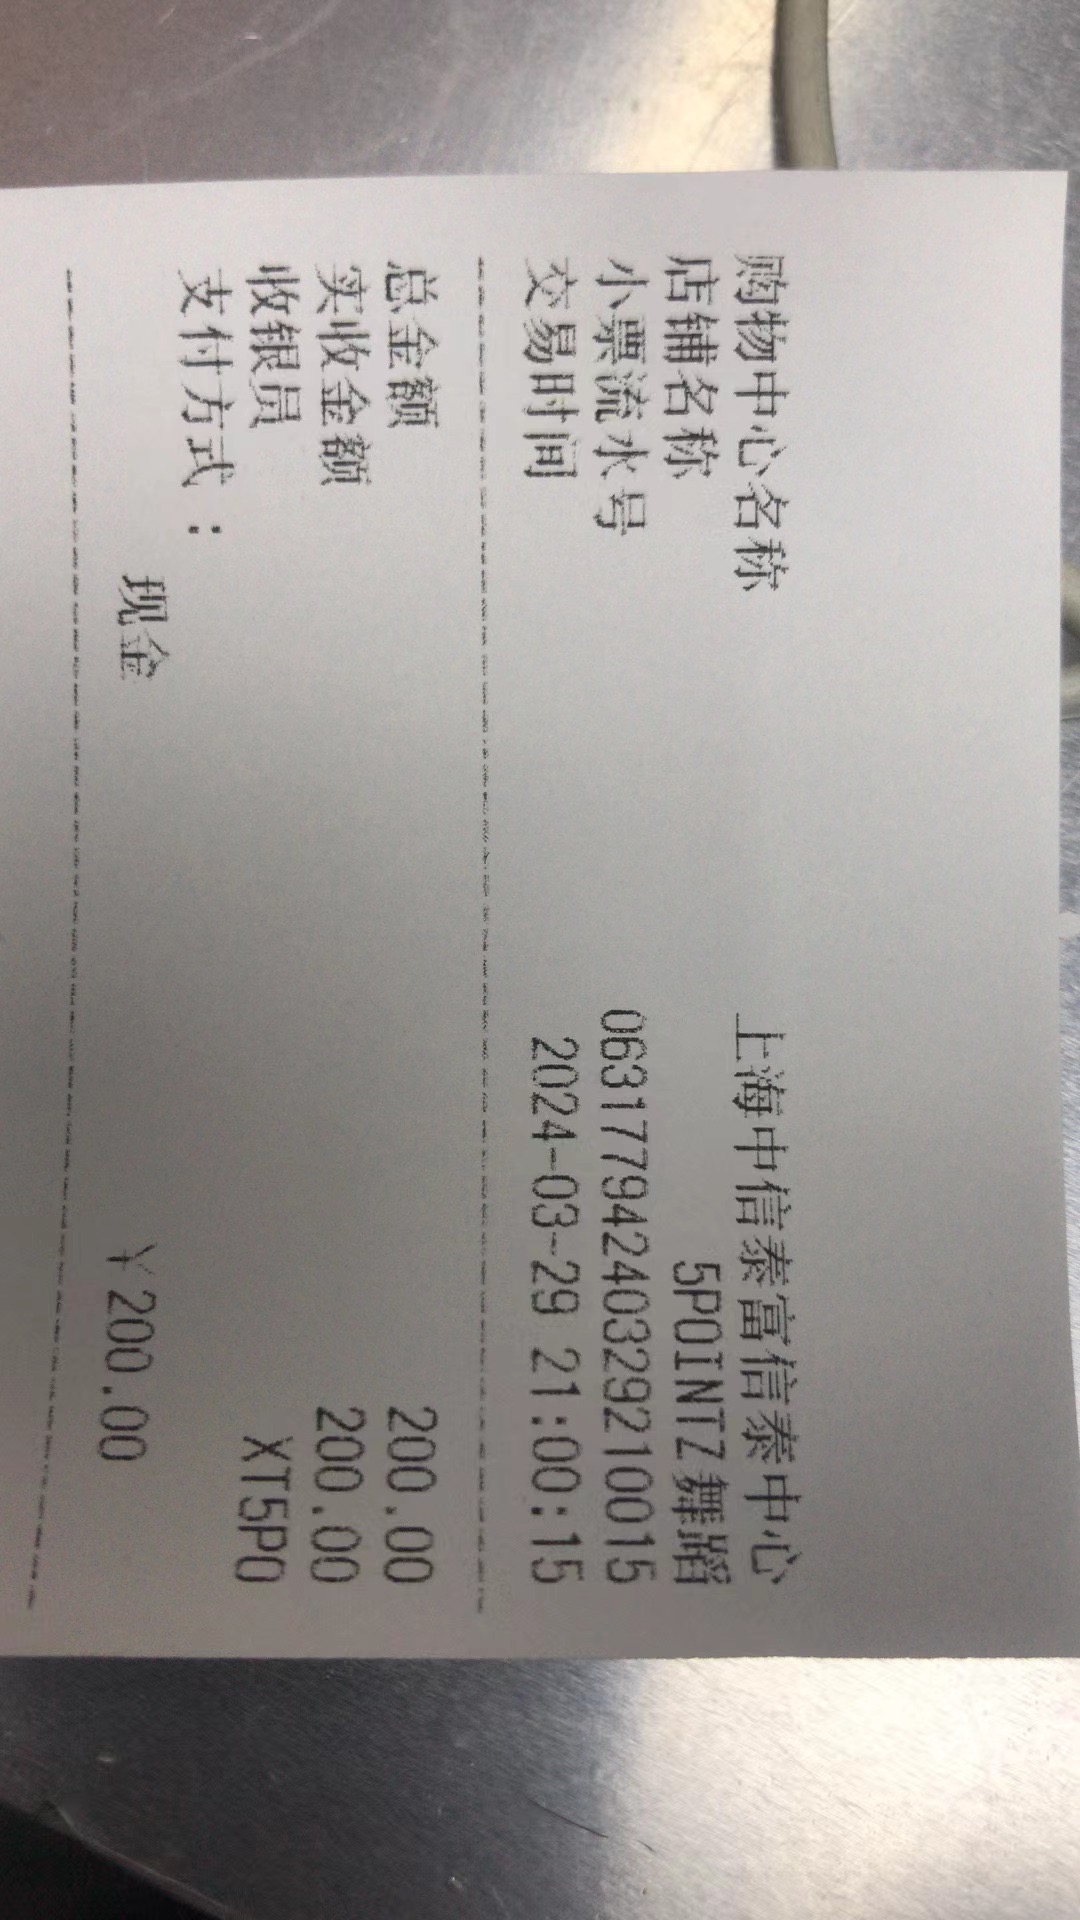 购物中心名称 上海中信泰富信泰中心
店铺名称 5POINTZ舞蹈
小票流水号 06317794240329210015
交易时间 2024-03-29 21:00:15
总金额 200.00
实收金额 200.00
收银员 XT5P0
支付方式：
现金 ¥200.00